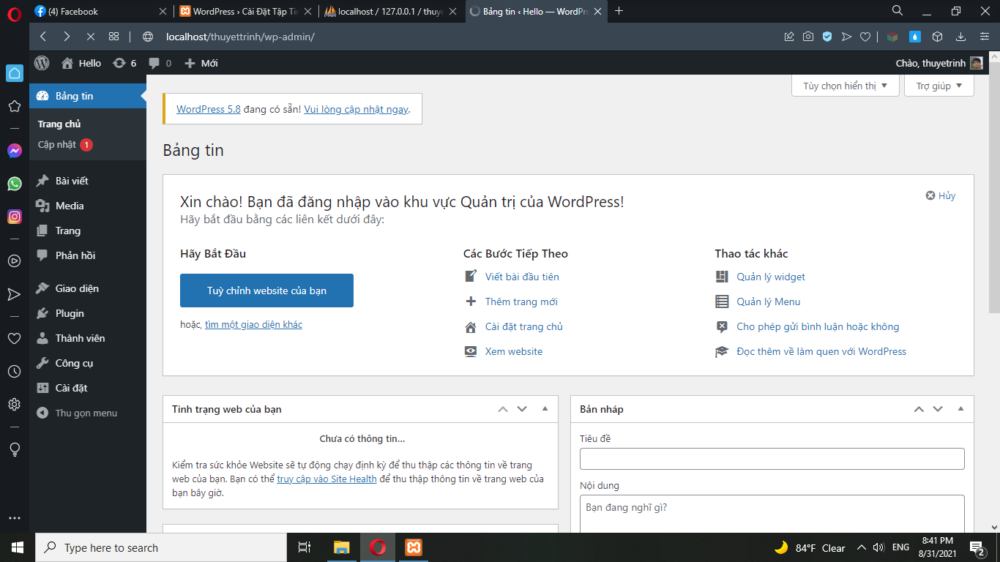 (4) Facebook
WordPress › Cài Đặt Tập Tin
localhost / 127.0.0.1 / thuye
Bảng tin ‹ Hello — WordPre
localhost/thuyettrinh/wp-admin/
Hello
6
0
Mới
Chào, thuyetrinh
Bảng tin
Trang chủ
Cập nhật 1
Bài viết
Media
Trang
Phản hồi
Giao diện
Plugin
Thành viên
Công cụ
Cài đặt
Thu gọn menu
Tùy chọn hiển thị
Trợ giúp
WordPress 5.8 đang có sẵn! Vui lòng cập nhật ngay.
Bảng tin
Xin chào! Bạn đã đăng nhập vào khu vực Quản trị của WordPress!
Hủy
Hãy bắt đầu bằng các liên kết dưới đây:
Hãy Bắt Đầu
Tuỳ chỉnh website của bạn
hoặc, tìm một giao diện khác
Các Bước Tiếp Theo
Viết bài đầu tiên
Thêm trang mới
Cài đặt trang chủ
Xem website
Thao tác khác
Quản lý widget
Quản lý Menu
Cho phép gửi bình luận hoặc không
Đọc thêm về làm quen với WordPress
Tình trạng web của bạn
Chưa có thông tin...
Kiểm tra sức khỏe Website sẽ tự động chạy định kỳ để thu thập các thông tin về trang
web của bạn. Bạn có thể truy cập vào Site Health để thu thập thông tin về trang web của
bạn bây giờ.
Bản nháp
Tiêu đề
Nội dung
Bạn đang nghĩ gì?
Type here to search
84°F Clear
ENG
8:41 PM
8/31/2021
2